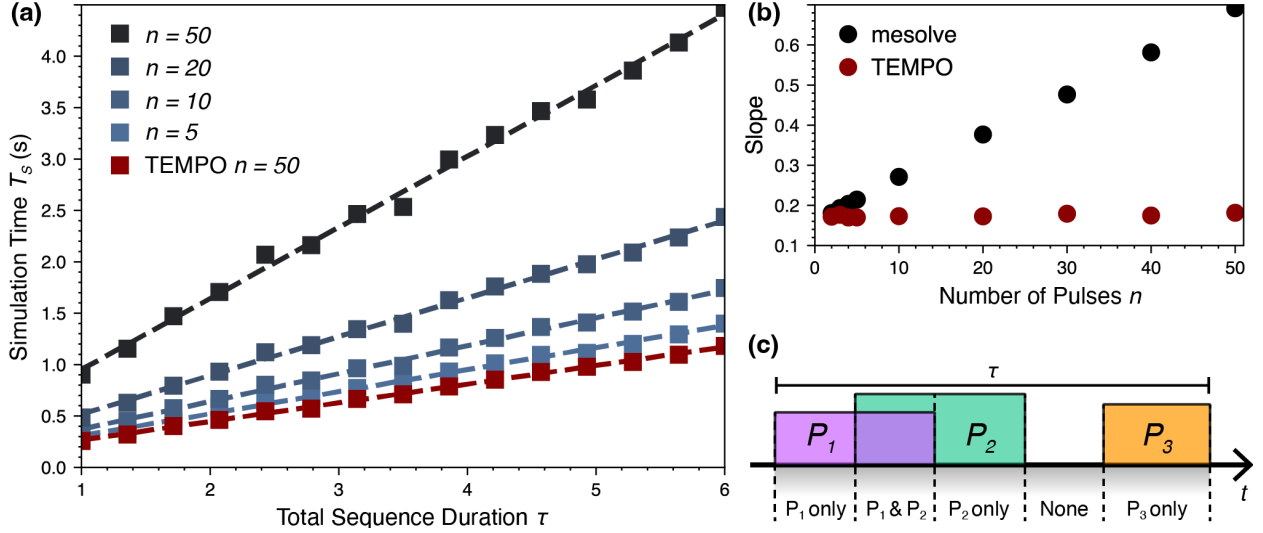 (a)
Simulation Time Ts (s)
4.0
3.5
3.0
2.5
2.0
1.5
1.0
0.5
0.0
n = 50
n = 20
n = 10
n = 5
TEMPO n = 50
1 2 3 4 5 6
Total Sequence Duration τ
(b)
Slope
0.6
0.5
0.4
0.3
0.2
0.1
mesolve
TEMPO
0 10 20 30 40 50
Number of Pulses n
(c)
τ
P1 P2 P3
t
P1 only P1 & P2 P2 only None P3 only